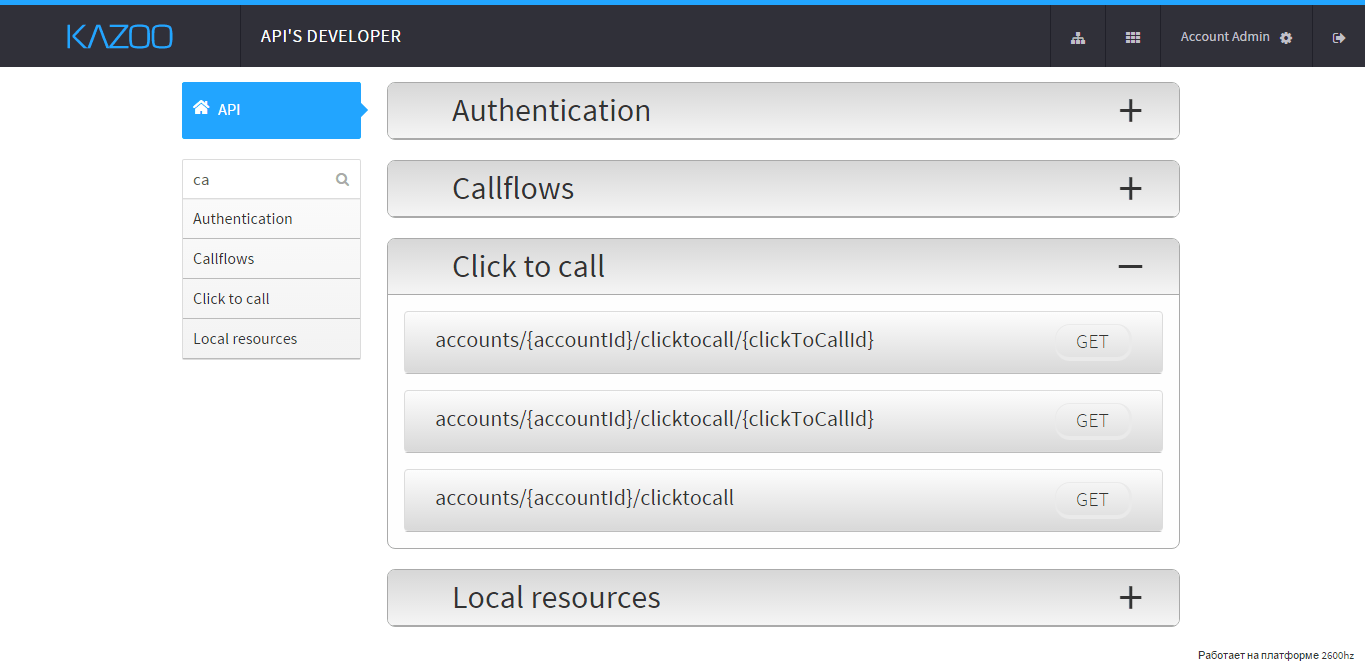 KAZOO
API'S DEVELOPER
Account Admin
API
ca
Authentication
Callflows
Click to call
Local resources
Authentication
Callflows
Click to call
accounts/{accountId}/clicktocall/{clickToCallId}
GET
accounts/{accountId}/clicktocall/{clickToCallId}
GET
accounts/{accountId}/clicktocall
GET
Local resources
Работает на платформе 2600hz